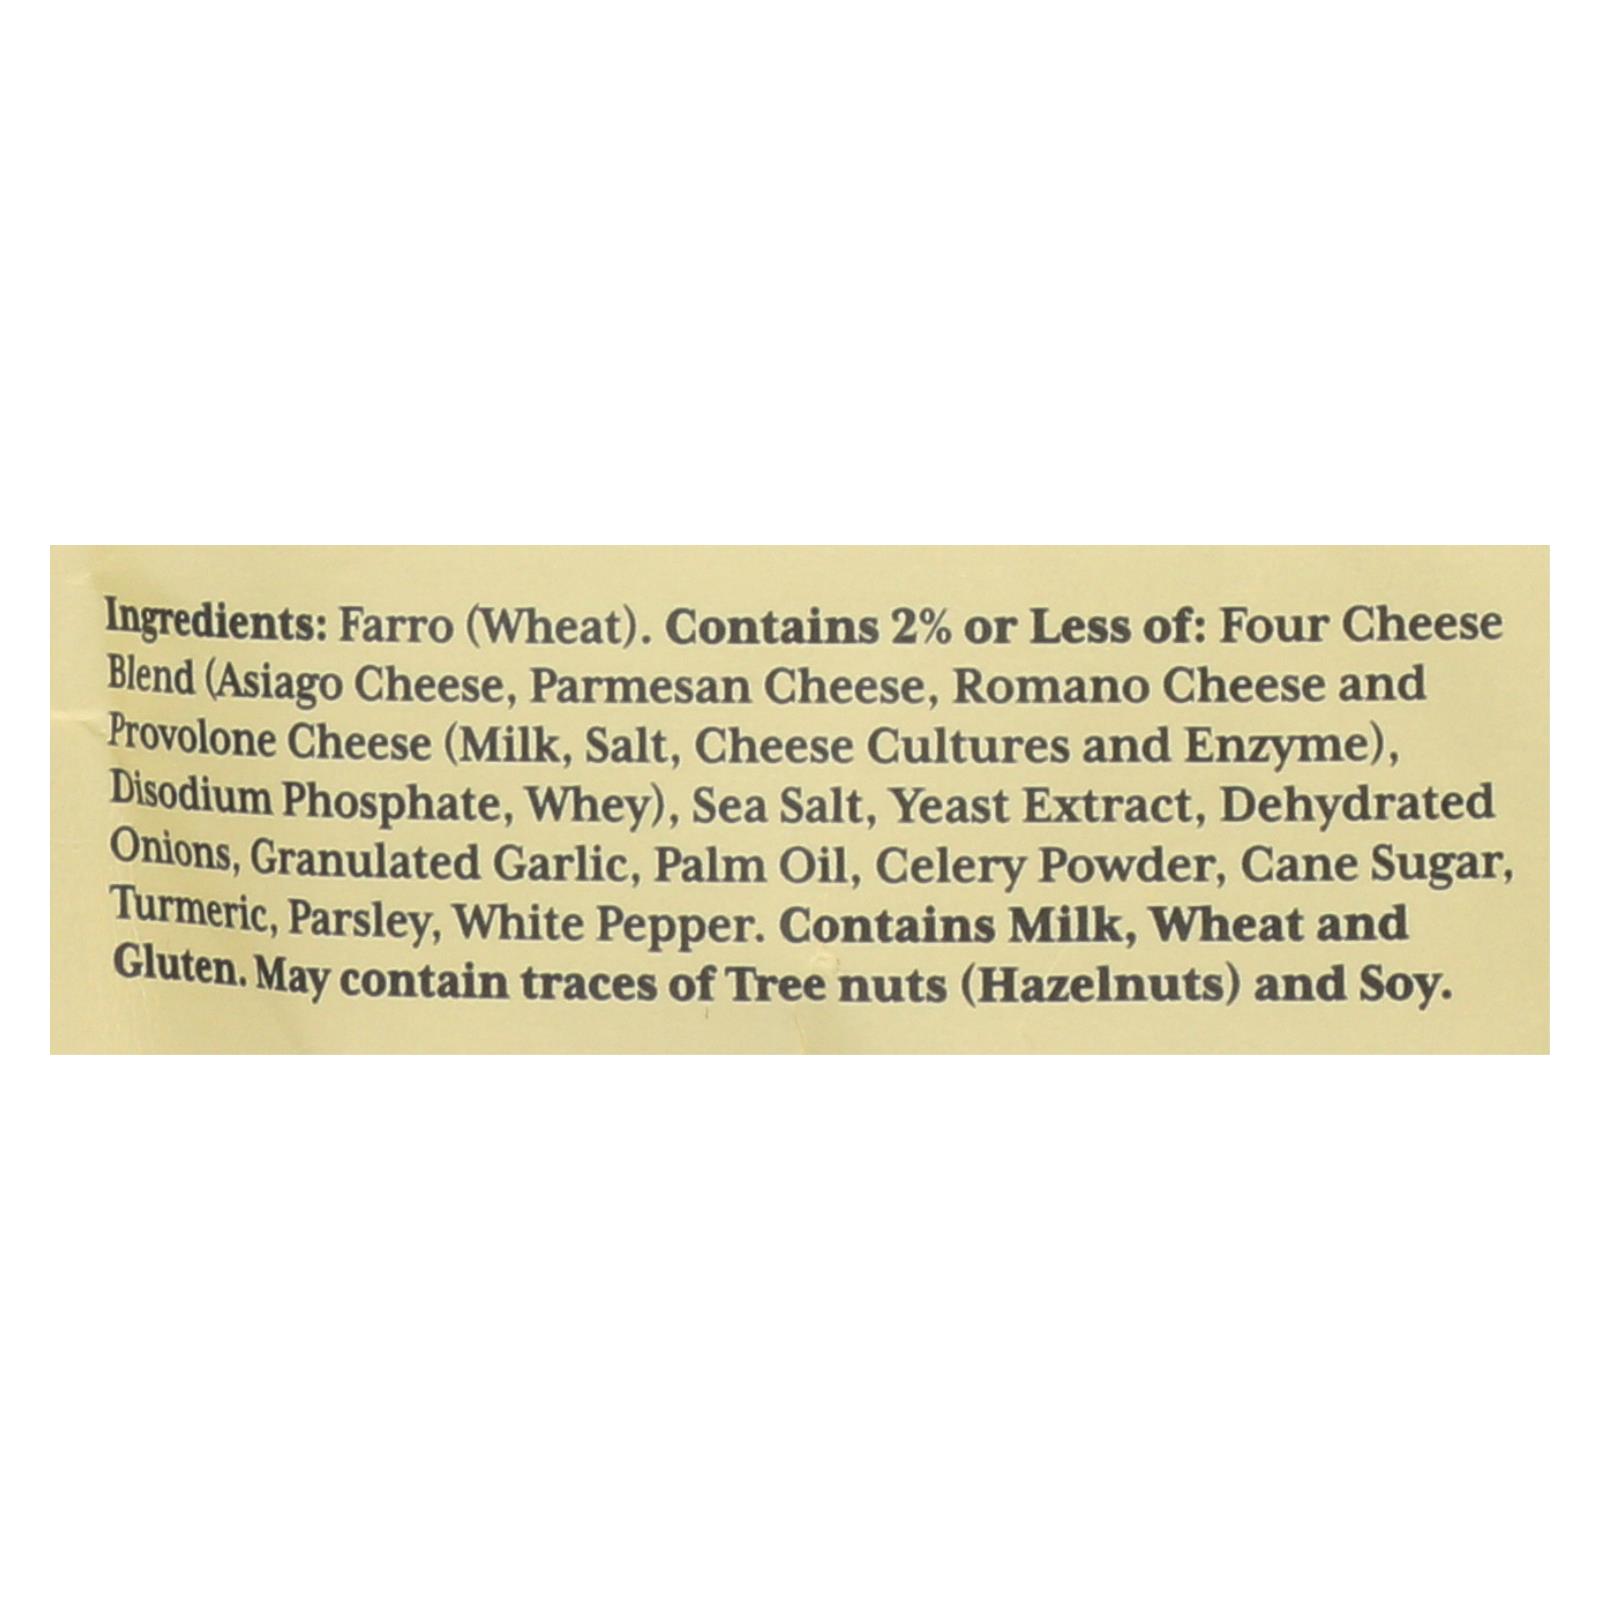 Ingredients: Farro (Wheat). Contains 2% or Less of: Four Cheese
Blend (Asiago Cheese, Parmesan Cheese, Romano Cheese and
Provolone Cheese (Milk, Salt, Cheese Cultures and Enzyme),
Disodium Phosphate, Whey), Sea Salt, Yeast Extract, Dehydrated
Onions, Granulated Garlic, Palm Oil, Celery Powder, Cane Sugar,
Turmeric, Parsley, White Pepper. Contains Milk, Wheat and
Gluten. May contain traces of Tree nuts (Hazelnuts) and Soy.